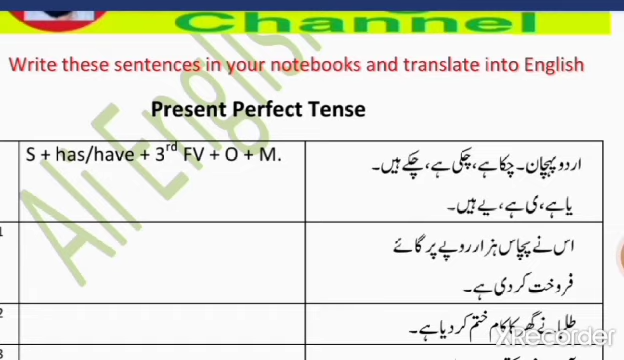 Channel
Write these sentences in your notebooks and translate into English
Present Perfect Tense
S + has/have + 3rd FV + O + M.
اردو پہچان۔ چکا ہے، چکی ہے، چکے ہیں۔
یا ہے، ی ہے، یے ہیں۔
1
اس نے پچاس ہزار روپے پر گائے
فروخت کر دی ہے۔
2
طلبا نے گھر کا کام ختم کر دیا ہے۔
3
Ali English
XRecorder